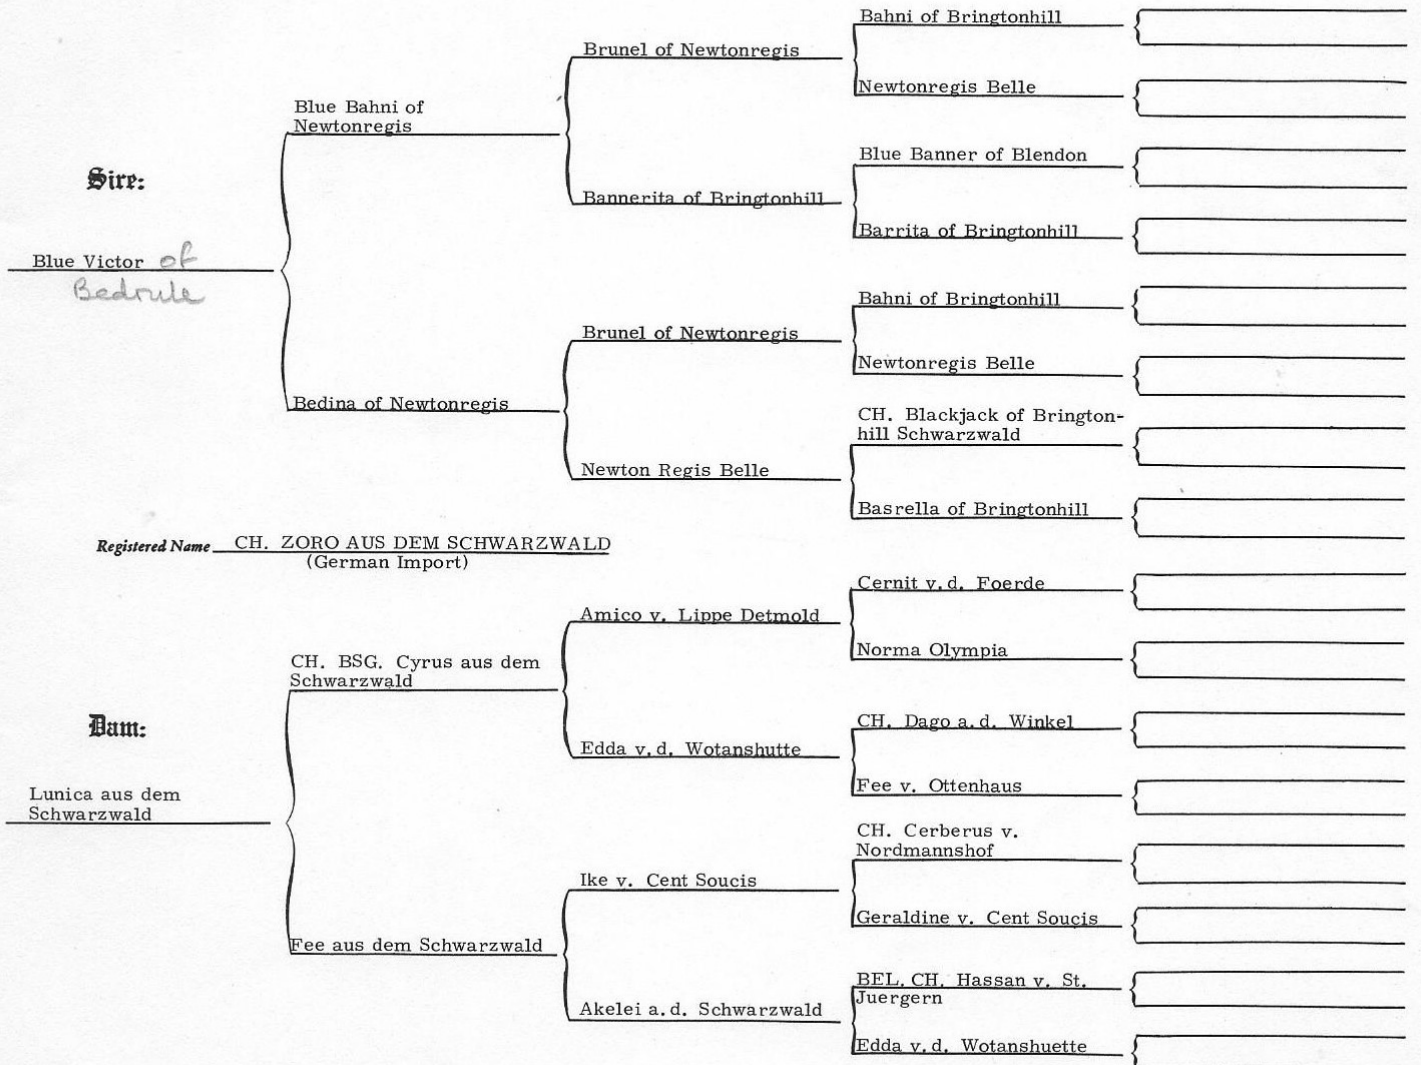 Bahni of Bringtonhill
Brunel of Newtonregis
Newtonregis Belle
Blue Bahni of
Newtonregis
Blue Banner of Blendon
Sire:
Bannerita of Bringtonhill
Barrita of Bringtonhill
Blue Victor of
Bedrule
Bahni of Bringtonhill
Brunel of Newtonregis
Newtonregis Belle
Bedina of Newtonregis
CH. Blackjack of Brington-
hill Schwarzwald
Newton Regis Belle
Basrella of Bringtonhill
Registered Name CH. ZORO AUS DEM SCHWARZWALD
(German Import)
Cernit v.d. Foerde
Amico v. Lippe Detmold
Norma Olympia
CH. BSG. Cyrus aus dem
Schwarzwald
CH. Dago a.d. Winkel
Dam:
Edda v.d. Wotanshutte
Fee v. Ottenhaus
Lunica aus dem
Schwarzwald
CH. Cerberus v.
Nordmannshof
Ike v. Cent Soucis
Geraldine v. Cent Soucis
Fee aus dem Schwarzwald
BEL. CH. Hassan v. St.
Juergern
Akelei a.d. Schwarzwald
Edda v.d. Wotanshuette